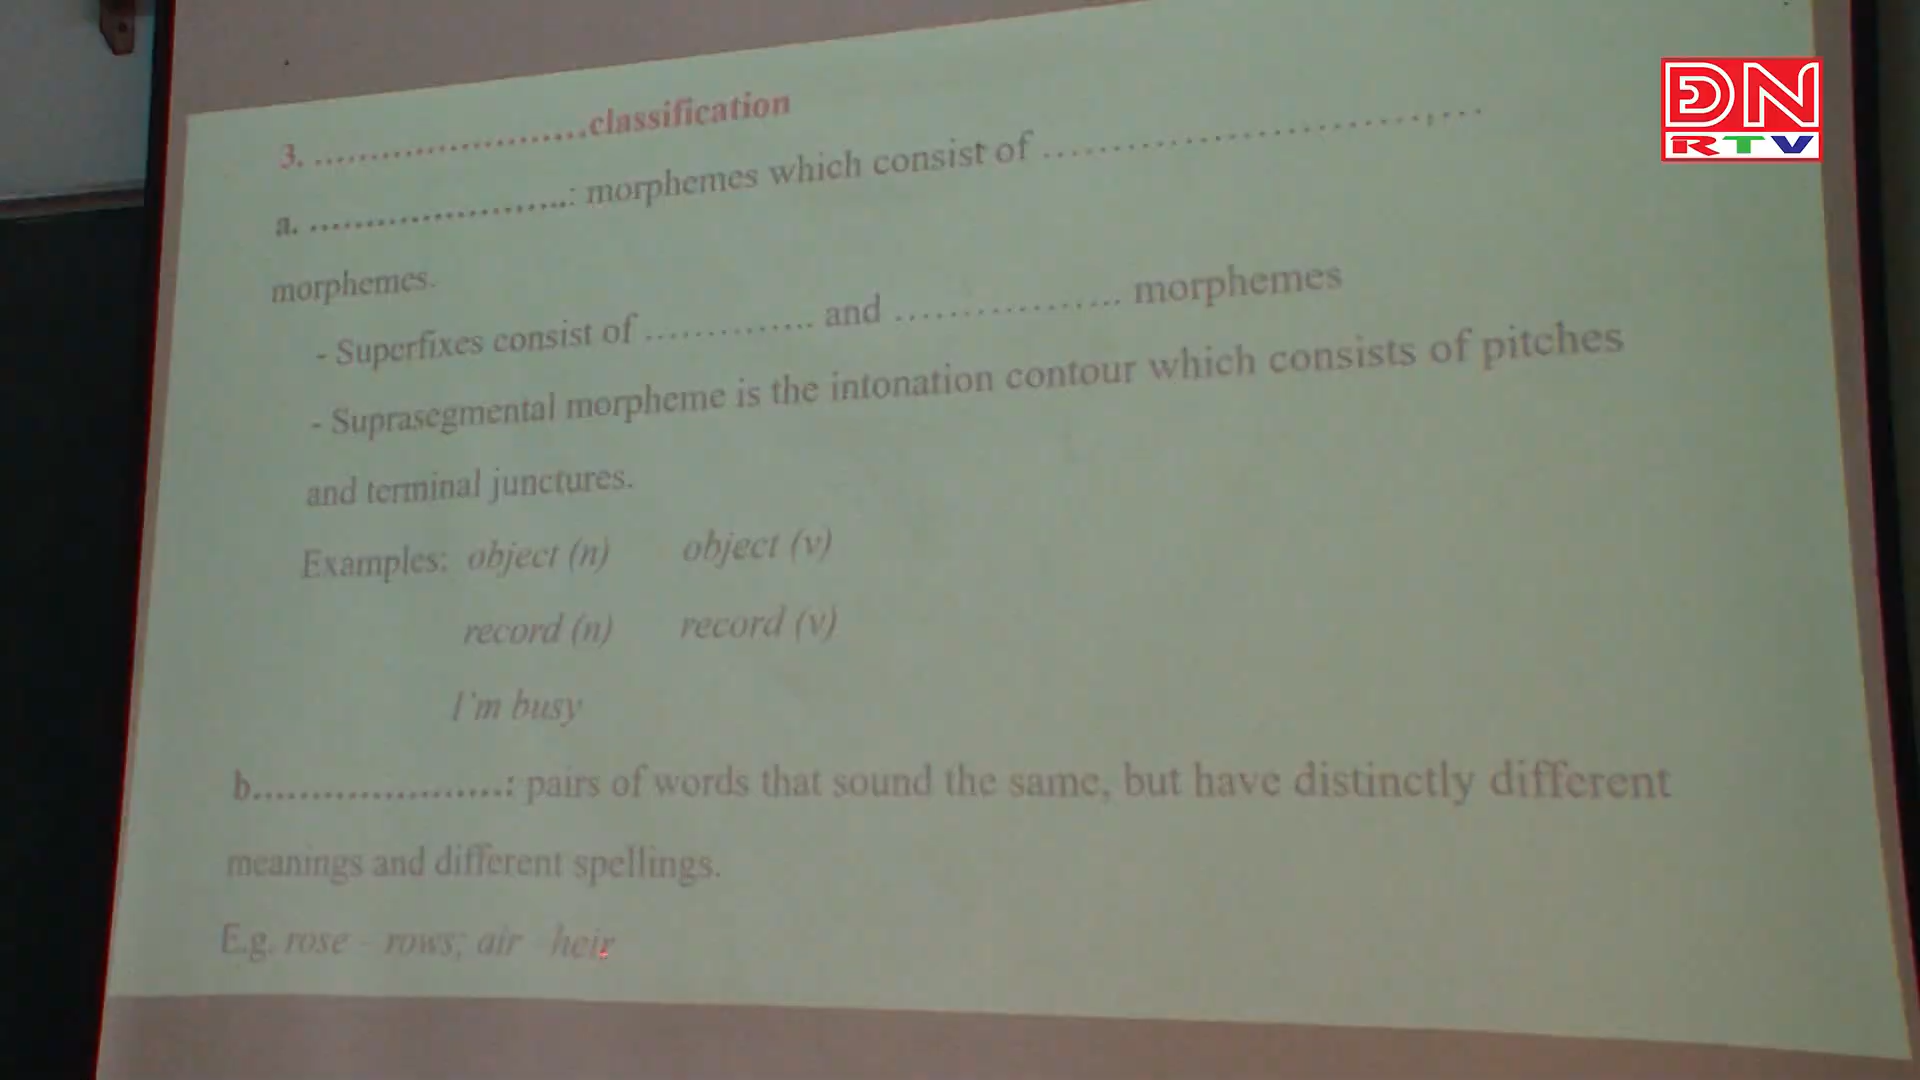 3. ........................classification
a. ........................: morphemes which consist of ....................................,...
morphemes.
- Superfixes consist of ............... and .................... morphemes
- Suprasegmental morpheme is the intonation contour which consists of pitches
and terminal junctures.
Examples: object (n) object (v)
record (n) record (v)
I'm busy
b......................: pairs of words that sound the same, but have distinctly different
meanings and different spellings.
E.g. rose - rows; air heir
DN
RTV